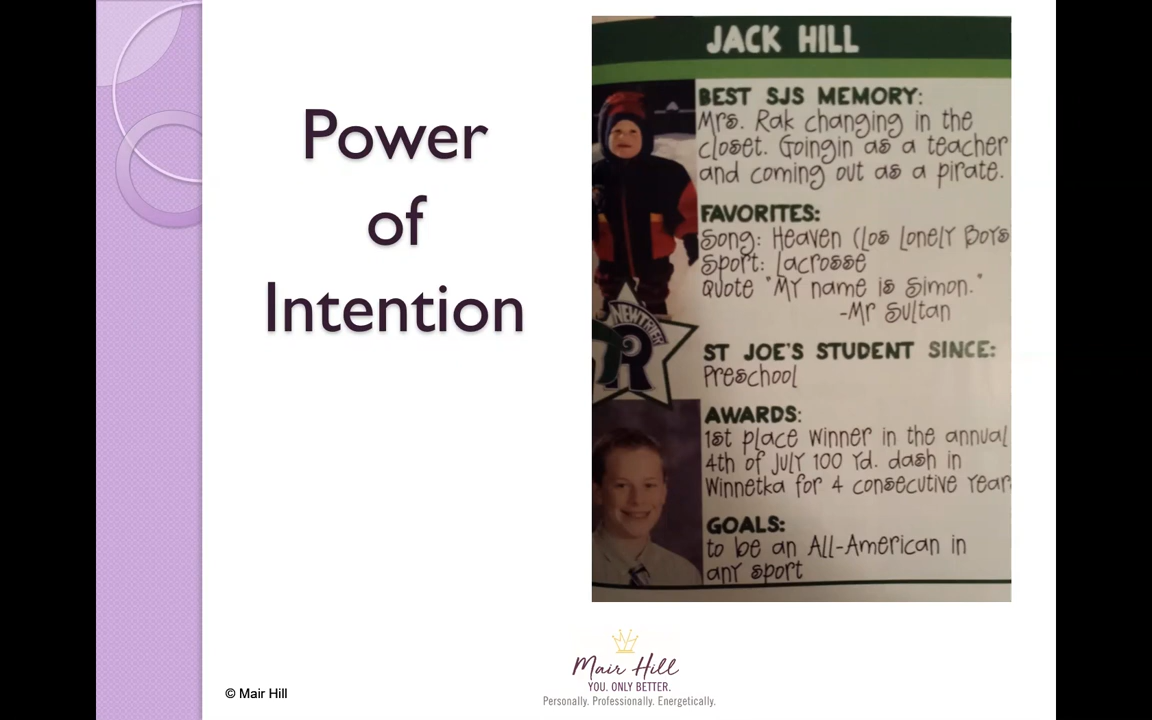 Power
of
Intention
JACK HILL
BEST SJS MEMORY:
Mrs. Rak changing in the
closet. Goingin as a teacher
and coming out as a pirate.
FAVORITES:
Song: Heaven (Los Lonely Boys
Sport: Lacrosse
Quote "My name is Simon."
-Mr Sultan
NEWTRIER
ST JOE'S STUDENT SINCE:
Preschool
AWARDS:
1st place winner in the annual
4th of July 100 Yd. dash in
Winnetka for 4 consecutive Year
GOALS:
to be an All-American in
any sport
Mair Hill
YOU. ONLY BETTER.
Personally. Professionally. Energetically.
© Mair Hill